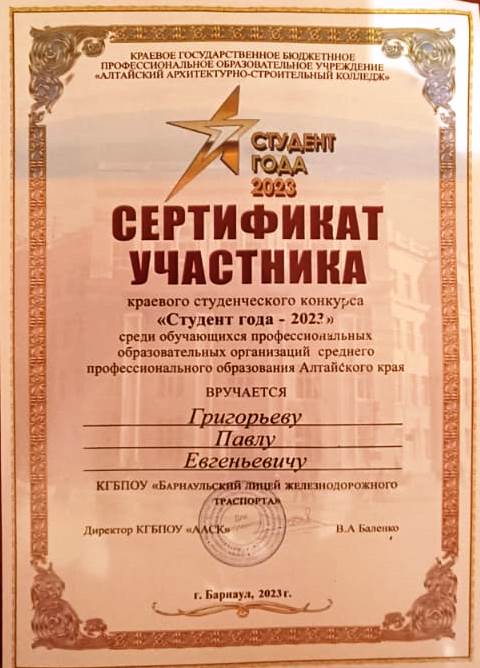 КРАЕВОЕ ГОСУДАРСТВЕННОЕ БЮДЖЕТНОЕ
ПРОФЕССИОНАЛЬНОЕ ОБРАЗОВАТЕЛЬНОЕ УЧРЕЖДЕНИЕ
«АЛТАЙСКИЙ АРХИТЕКТУРНО-СТРОИТЕЛЬНЫЙ КОЛЛЕДЖ»
СТУДЕНТ
ГОДА
2023
СЕРТИФИКАТ
УЧАСТНИКА
краевого студенческого конкурса
«Студент года - 2023»
среди обучающихся профессиональных
образовательных организаций среднего
профессионального образования Алтайского края
ВРУЧАЕТСЯ
Григорьеву
Павлу
Евгеньевичу
КГБПОУ «БАРНАУЛЬСКИЙ ЛИЦЕЙ ЖЕЛЕЗНОДОРОЖНОГО
ТРАСПОРТА»
Директор КГБПОУ «ААСК» В.А Баленко
г. Барнаул, 2023 г.